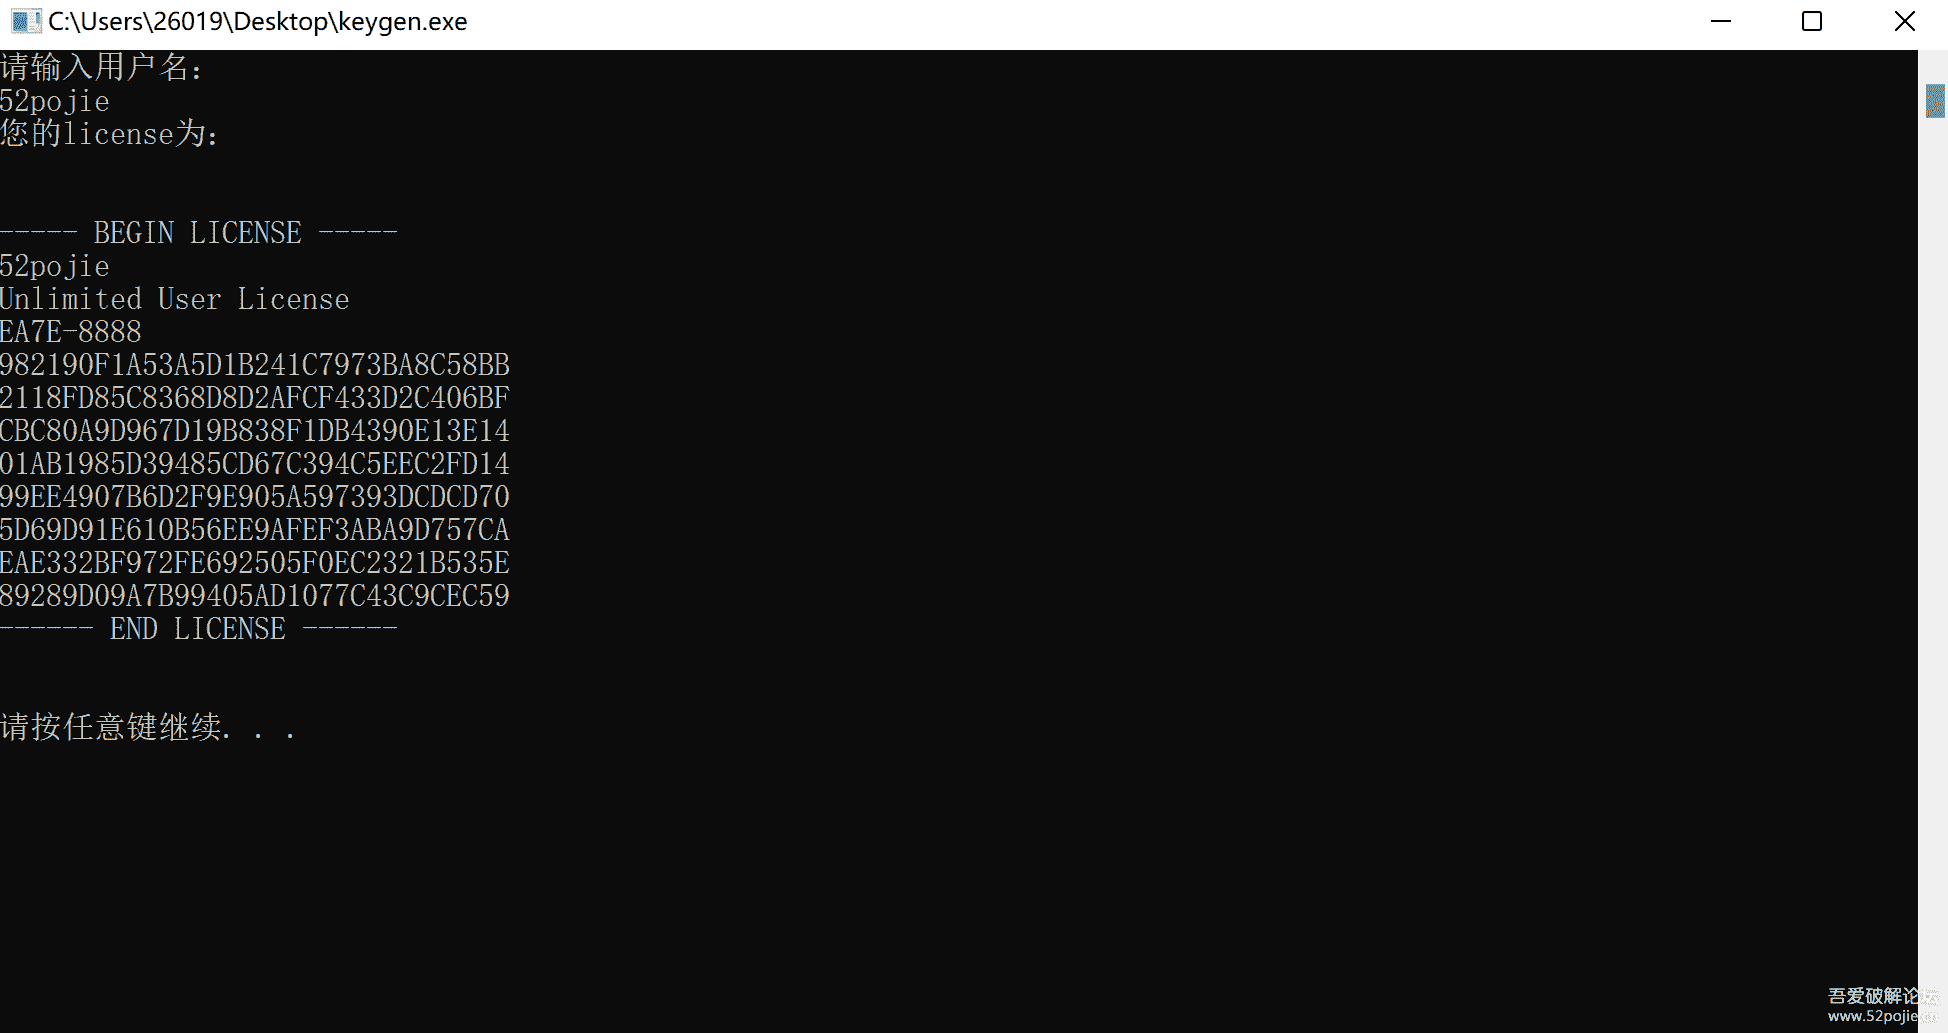 C:\Users\26019\Desktop\keygen.exe
请输入用户名：
52pojie
您的license为：
----- BEGIN LICENSE -----
52pojie
Unlimited User License
EA7E-8888
982190F1A53A5D1B241C7973BA8C58BB
2118FD85C8368D8D2AFCF433D2C406BF
CBC80A9D967D19B838F1DB4390E13E14
01AB1985D39485CD67C394C5EEC2FD14
99EE4907B6D2F9E905A597393DCDCD70
5D69D91E610B56EE9AFEF3ABA9D757CA
EAE332BF972FE692505F0EC2321B535E
89289D09A7B99405AD1077C43C9CEC59
------ END LICENSE ------
请按任意键继续. . .
吾爱破解论坛
www.52pojie.cn